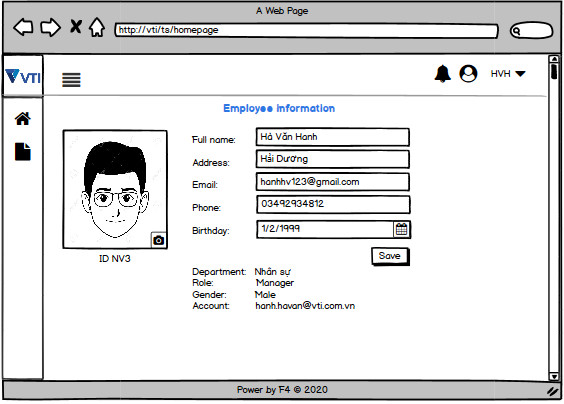 A Web Page
http://vti/ts/homepage
VTI
HVH
Employee information
Full name: Hà Văn Hanh
Address: Hải Dương
Email: hanhhv123@gmail.com
Phone: 03492934812
Birthday: 1/2/1999
ID NV3
Save
Department: Nhân sự
Role: Manager
Gender: Male
Account: hanh.havan@vti.com.vn
Power by F4 © 2020